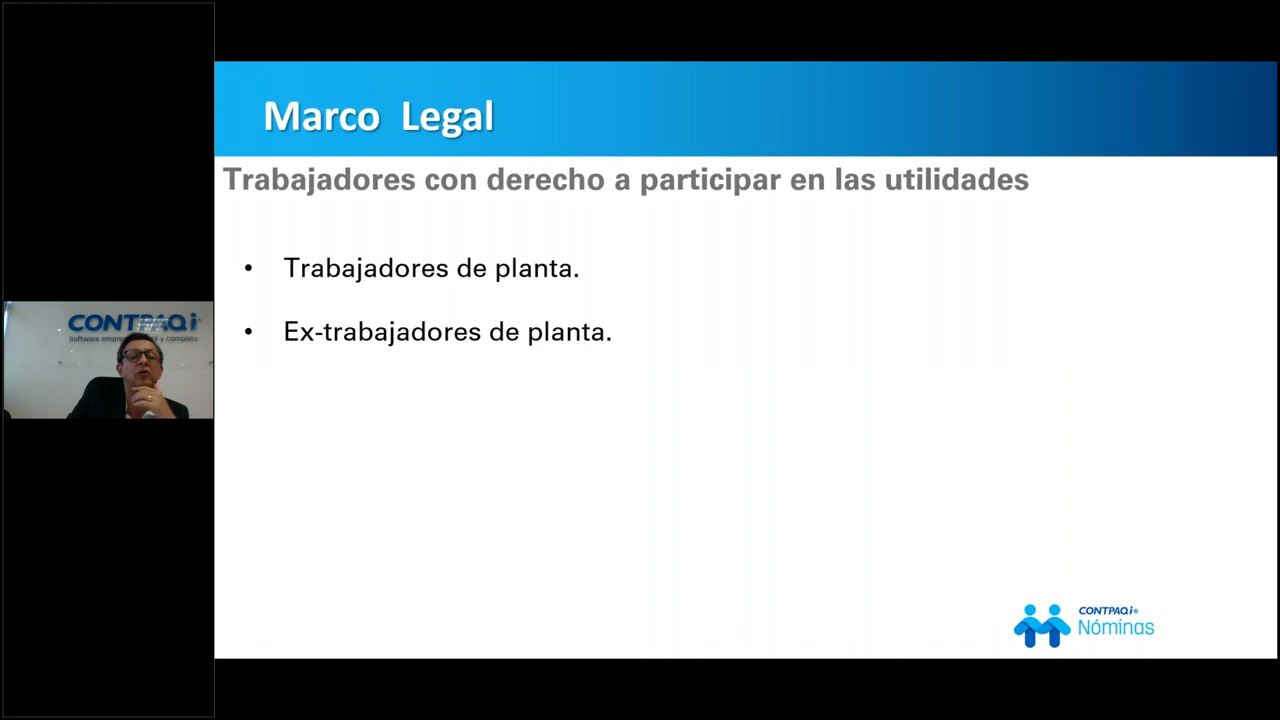 Marco Legal
Trabajadores con derecho a participar en las utilidades
• Trabajadores de planta.
• Ex-trabajadores de planta.
CONTPAQi
Software y completo
CONTPAQi®
Nóminas